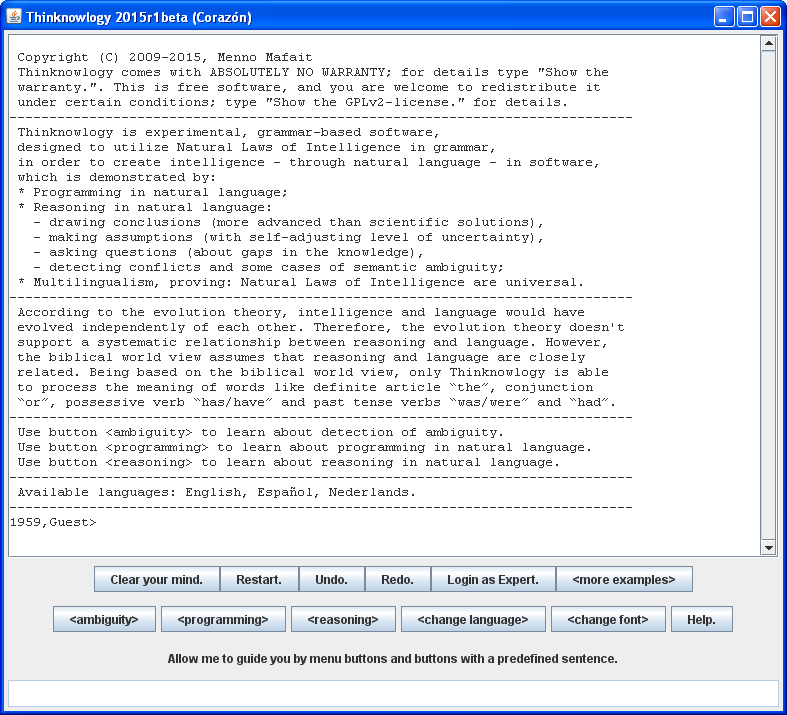 Thinknowlogy 2015r1beta (Corazón)
Copyright (C) 2009-2015, Menno Mafait
Thinknowlogy comes with ABSOLUTELY NO WARRANTY; for details type "Show the
warranty.". This is free software, and you are welcome to redistribute it
under certain conditions; type "Show the GPLv2-license." for details.
--------------------------------------------------------------------------------
Thinknowlogy is experimental, grammar-based software,
designed to utilize Natural Laws of Intelligence in grammar,
in order to create intelligence - through natural language - in software,
which is demonstrated by:
* Programming in natural language;
* Reasoning in natural language:
- drawing conclusions (more advanced than scientific solutions),
- making assumptions (with self-adjusting level of uncertainty),
- asking questions (about gaps in the knowledge),
- detecting conflicts and some cases of semantic ambiguity;
* Multilingualism, proving: Natural Laws of Intelligence are universal.
--------------------------------------------------------------------------------
According to the evolution theory, intelligence and language would have
evolved independently of each other. Therefore, the evolution theory doesn't
support a systematic relationship between reasoning and language. However,
the biblical world view assumes that reasoning and language are closely
related. Being based on the biblical world view, only Thinknowlogy is able
to process the meaning of words like definite article “the”, conjunction
“or”, possessive verb “has/have” and past tense verbs “was/were” and “had”.
--------------------------------------------------------------------------------
Use button <ambiguity> to learn about detection of ambiguity.
Use button <programming> to learn about programming in natural language.
Use button <reasoning> to learn about reasoning in natural language.
--------------------------------------------------------------------------------
Available languages: English, Español, Nederlands.
--------------------------------------------------------------------------------
1959,Guest>
Clear your mind. Restart. Undo. Redo. Login as Expert. <more examples>
<ambiguity> <programming> <reasoning> <change language> <change font> Help.
Allow me to guide you by menu buttons and buttons with a predefined sentence.